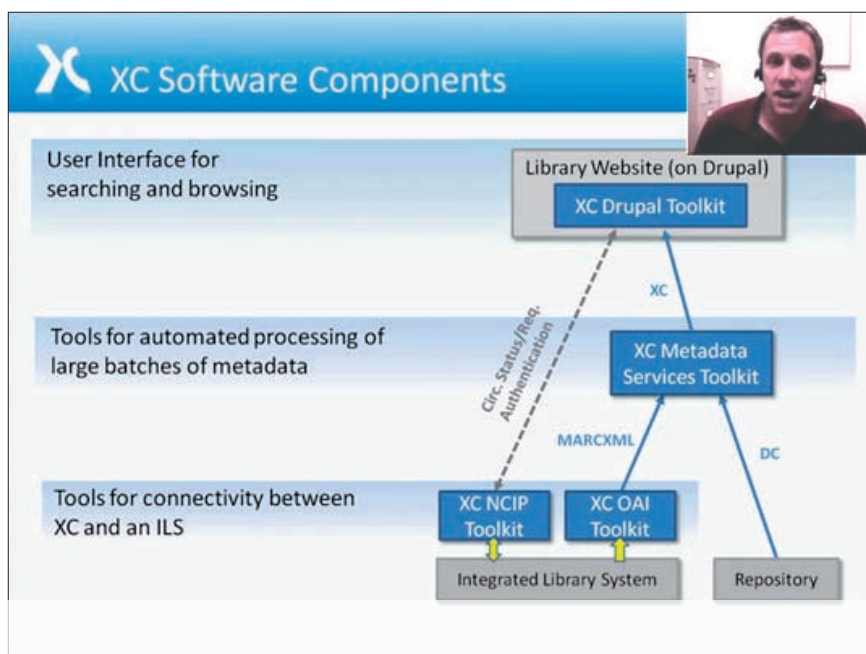 XC Software Components
User Interface for
searching and browsing
Library Website (on Drupal)
XC Drupal Toolkit
XC
Circ. Status/Req.
Authentication
Tools for automated processing of
large batches of metadata
XC Metadata
Services Toolkit
MARCXML
DC
Tools for connectivity between
XC and an ILS
XC NCIP
Toolkit
XC OAI
Toolkit
Integrated Library System
Repository